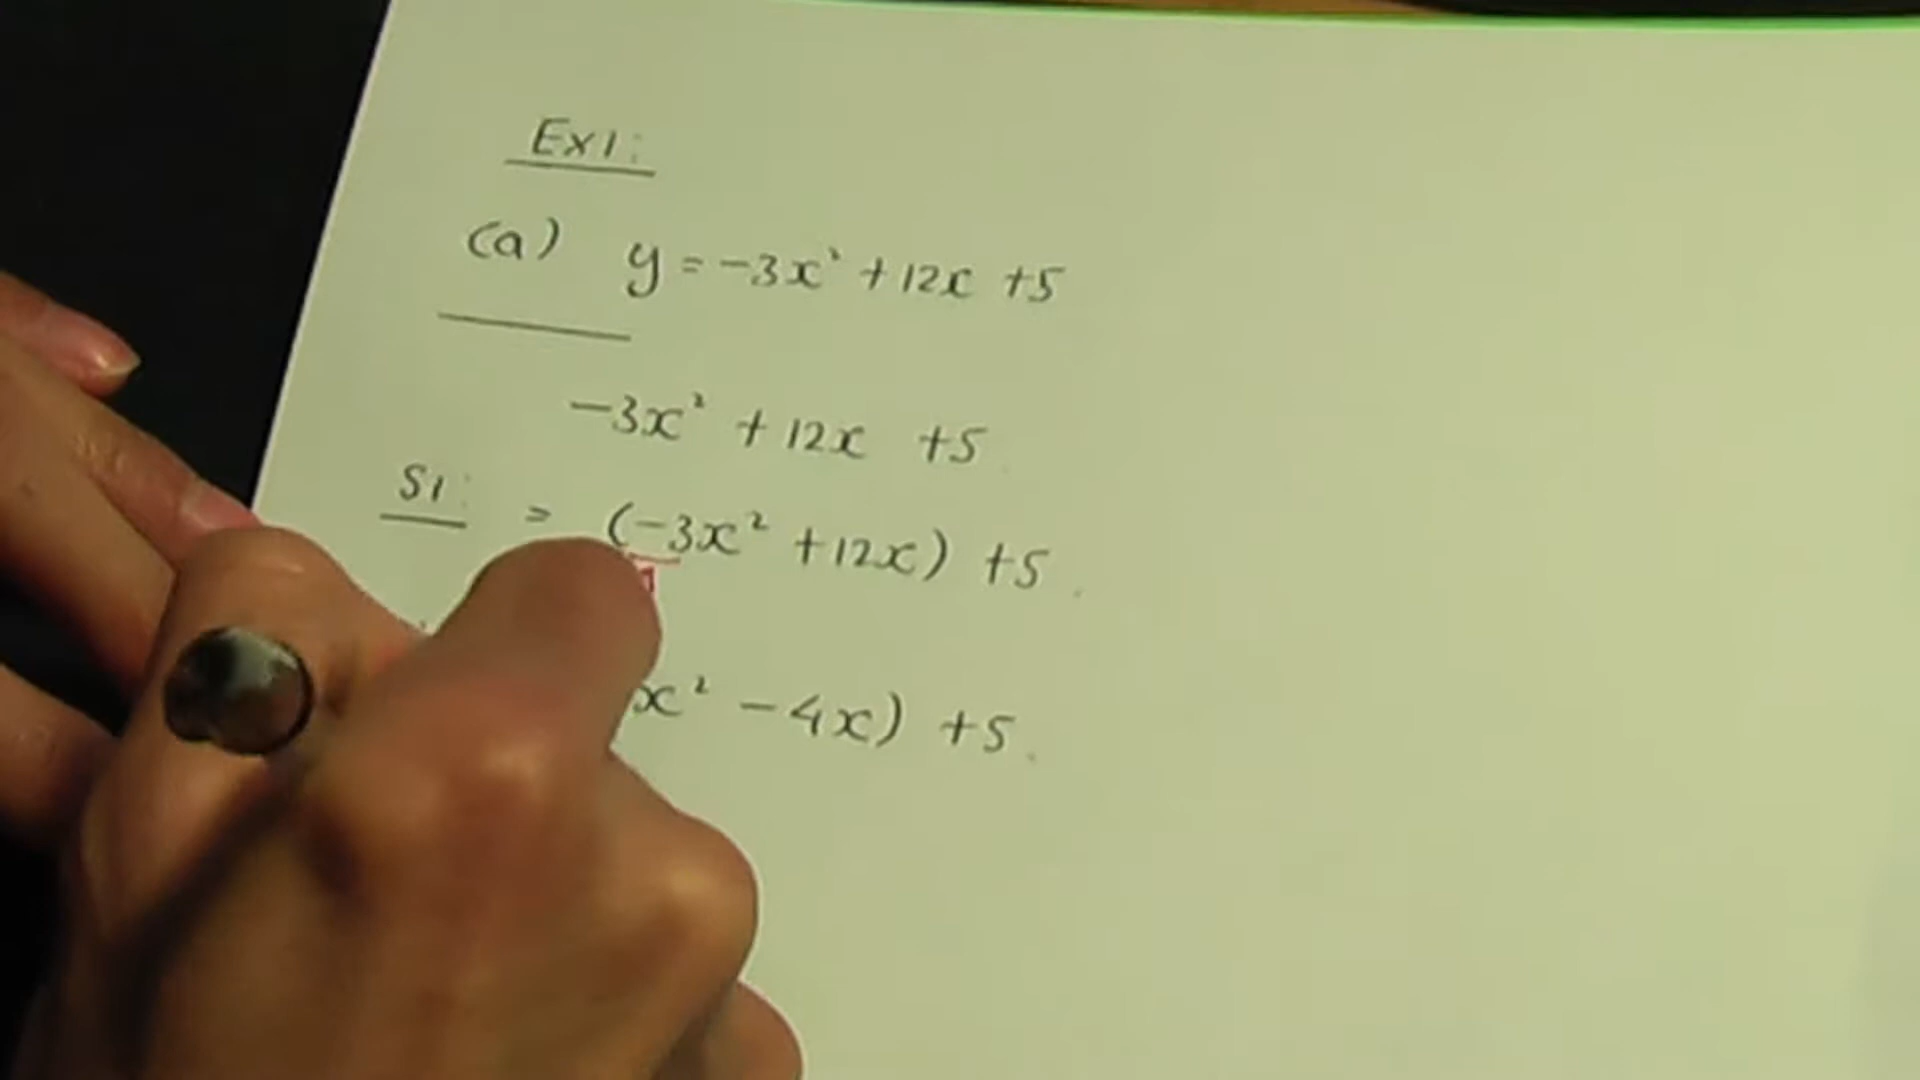 Ex1:
(a) y = -3x² + 12x + 5
-3x² + 12x + 5
S1: = (-3x² + 12x) + 5
x² - 4x) + 5